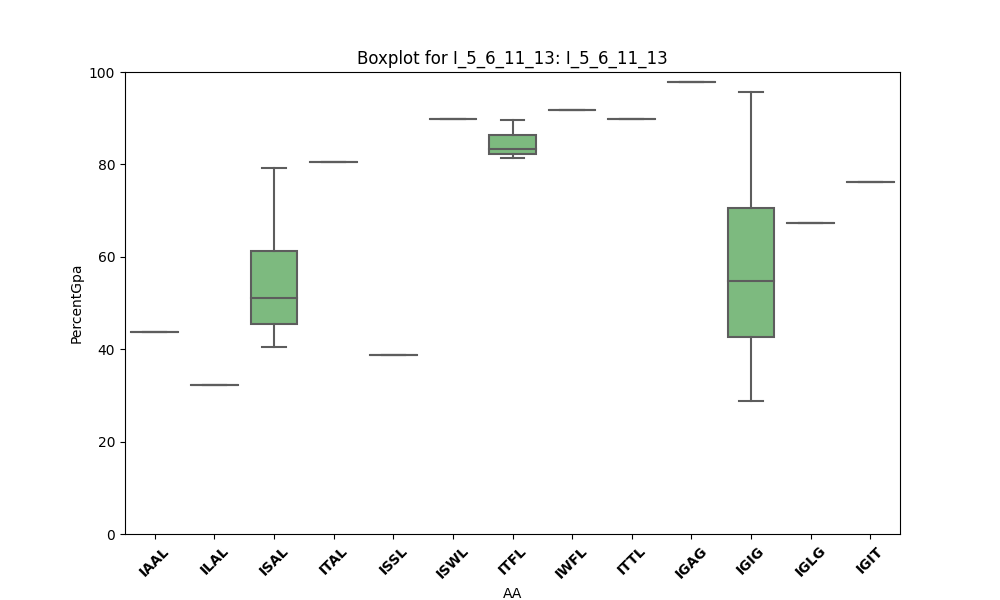 Boxplot for I_5_6_11_13: I_5_6_11_13
PercentGpa
100
80
60
40
20
0
IAAL
ILAL
ISAL
ITAL
ISSL
ISWL
ITFL
IWFL
ITTL
IGAG
IGIG
IGLG
IGIT
AA